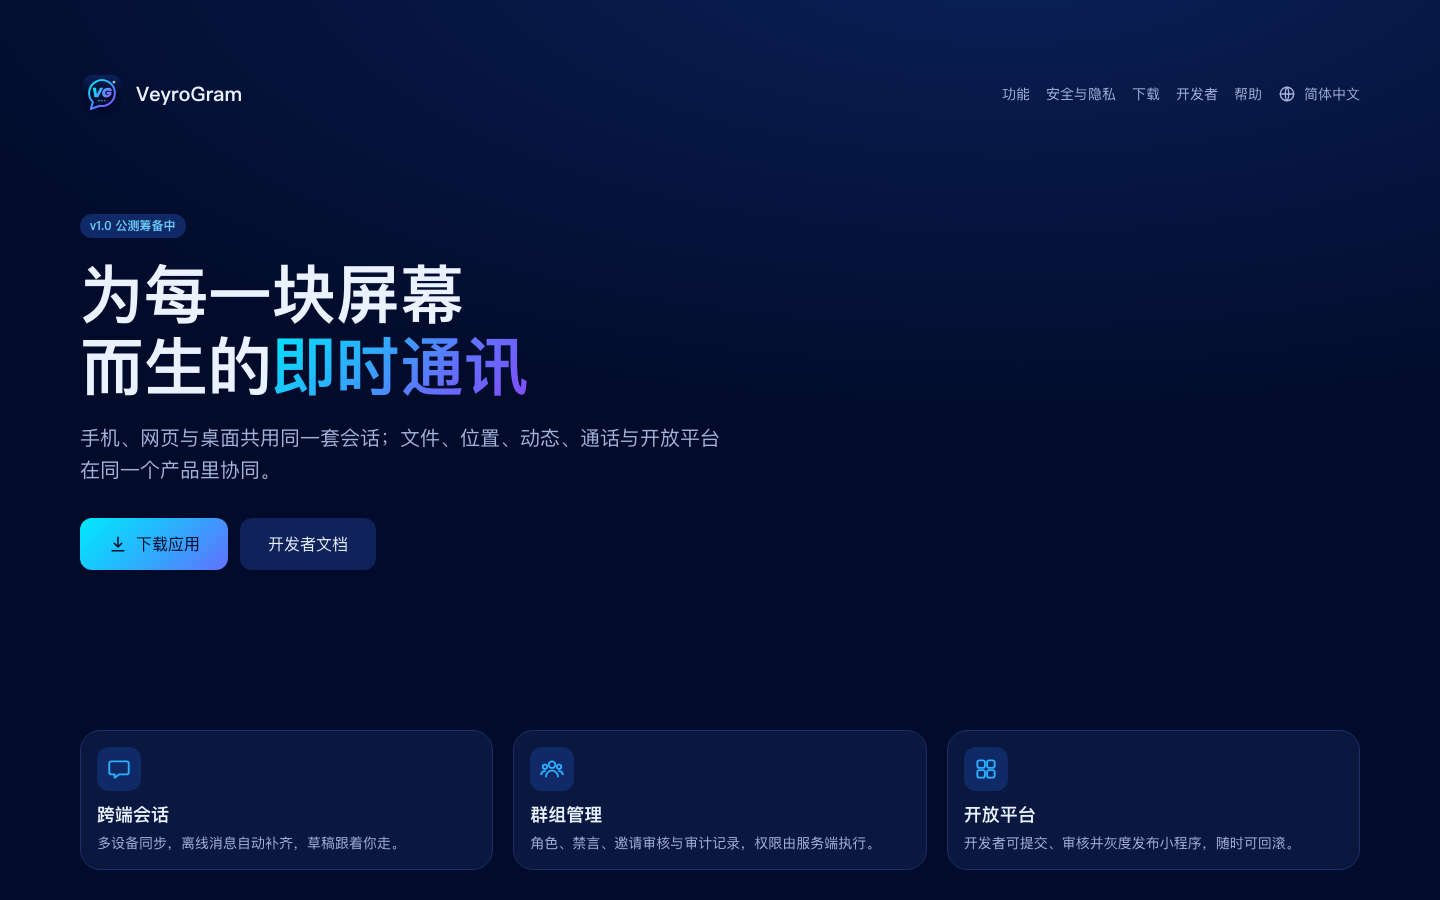 VG
VeyroGram
功能 安全与隐私 下载 开发者 帮助 简体中文
v1.0 公测筹备中
为每一块屏幕
而生的即时通讯
手机、网页与桌面共用同一套会话；文件、位置、动态、通话与开放平台
在同一个产品里协同。
下载应用 开发者文档
跨端会话
多设备同步，离线消息自动补齐，草稿跟着你走。
群组管理
角色、禁言、邀请审核与审计记录，权限由服务端执行。
开放平台
开发者可提交、审核并灰度发布小程序，随时可回滚。